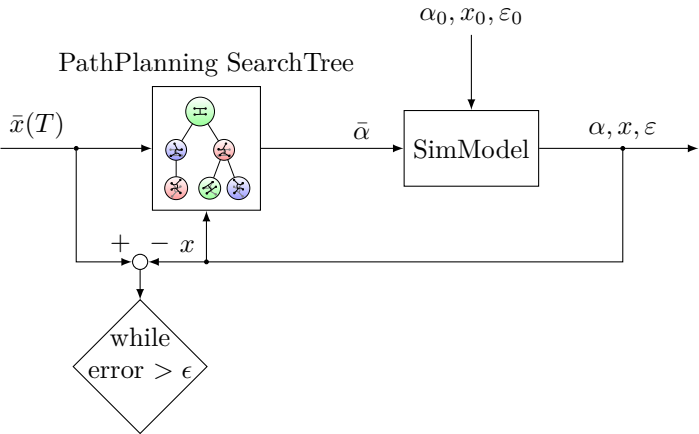 α₀, x₀, ε₀
PathPlanning SearchTree
x̄(T)
ᾱ
SimModel
α, x, ε
+ − x
while
error > ϵ